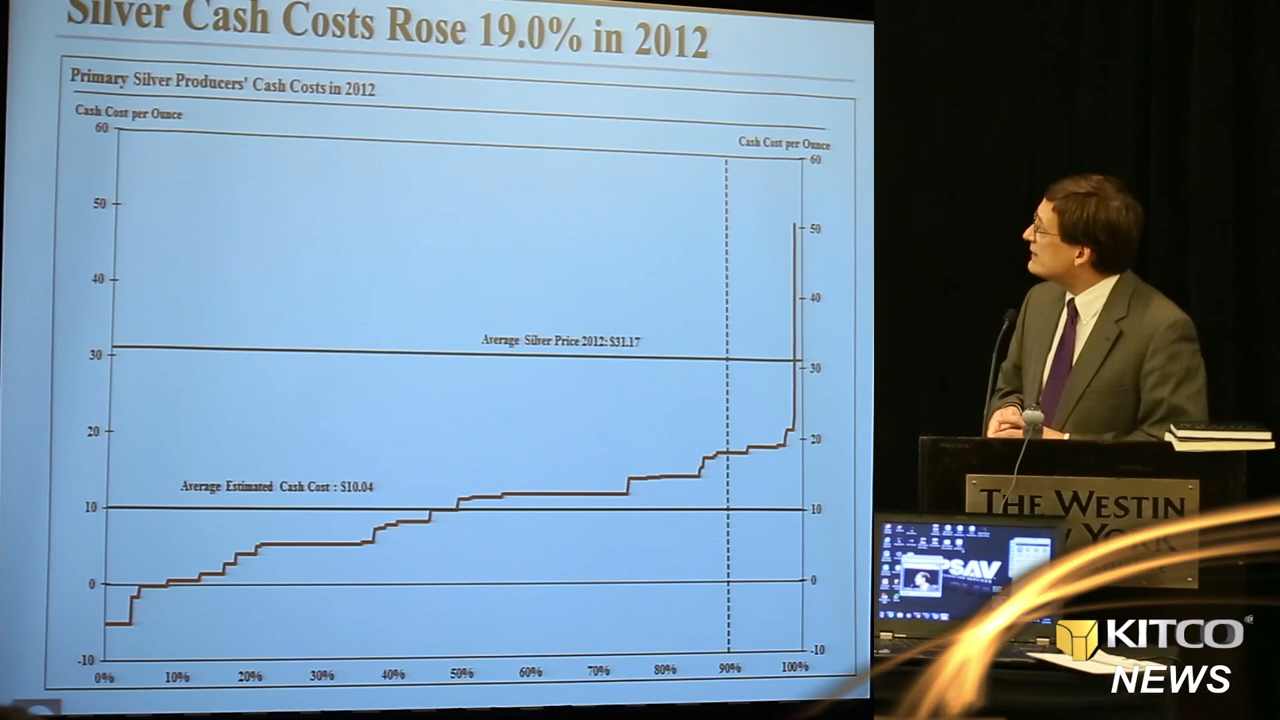 Silver Cash Costs Rose 19.0% in 2012
Primary Silver Producers' Cash Costs in 2012
Cash Cost per Ounce
Cash Cost per Ounce
60
50
40
30
20
10
0
-10
60
50
40
30
20
10
0
-10
Average Silver Price 2012: $31.17
Average Estimated Cash Cost : $10.04
0% 10% 20% 30% 40% 50% 60% 70% 80% 90% 100%
THE WESTIN
YORK
PSAV
KITCO
NEWS